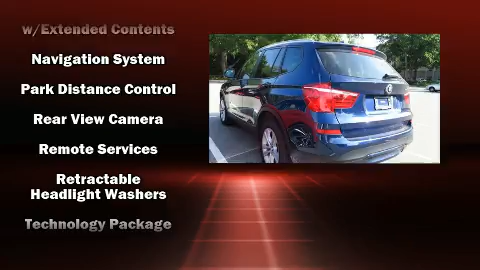 w/Extended Contents
Navigation System
Park Distance Control
Rear View Camera
Remote Services
Retractable
Headlight Washers
Technology Package